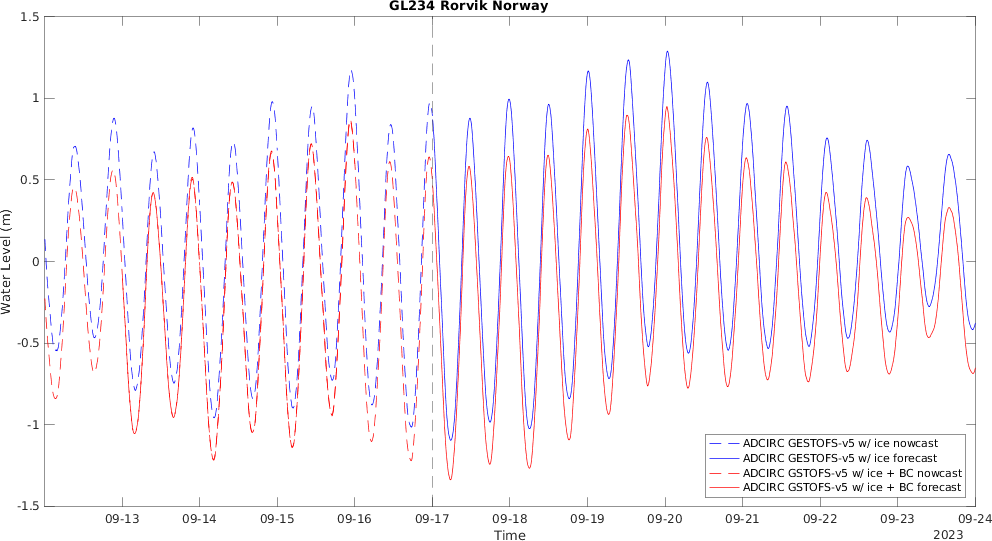 GL234 Rorvik Norway
1.5
1
0.5
0
-0.5
-1
-1.5
Water Level (m)
09-13 09-14 09-15 09-16 09-17 09-18 09-19 09-20 09-21 09-22 09-23 09-24
Time
2023
ADCIRC GESTOFS-v5 w/ ice nowcast
ADCIRC GESTOFS-v5 w/ ice forecast
ADCIRC GSTOFS-v5 w/ ice + BC nowcast
ADCIRC GSTOFS-v5 w/ ice + BC forecast